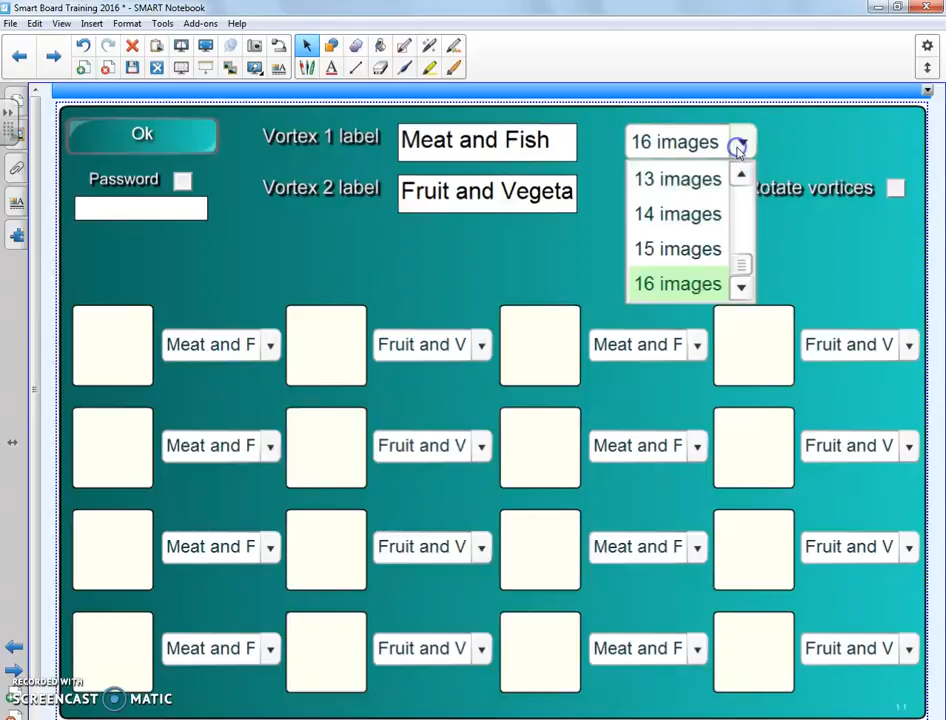 Smart Board Training 2016 * - SMART Notebook
File Edit View Insert Format Tools Add-ons Help
Ok
Vortex 1 label
Meat and Fish
16 images
Password
Vortex 2 label
Fruit and Vegeta
Rotate vortices
13 images
14 images
15 images
16 images
Meat and F Fruit and V Meat and F Fruit and V
Meat and F Fruit and V Meat and F Fruit and V
Meat and F Fruit and V Meat and F Fruit and V
Meat and F Fruit and V Meat and F Fruit and V
RECORDED WITH
SCREENCAST MATIC
1.1